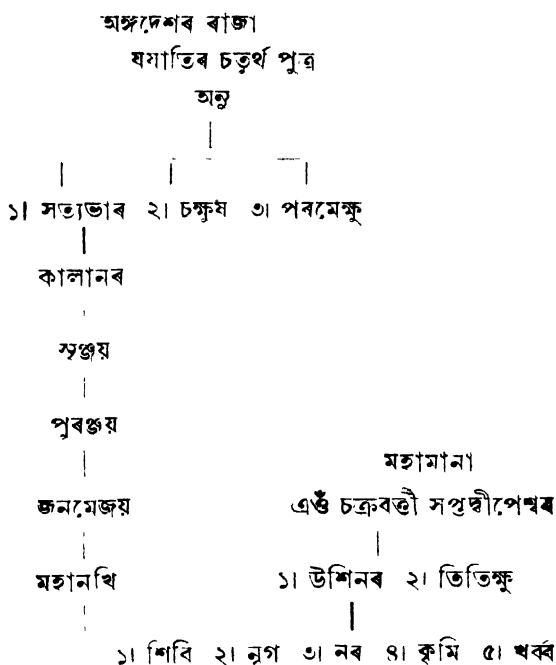 অঙ্গদেশৰ ৰাজা
যযাতিৰ চতুৰ্থ পুত্ৰ
অনু
১। সত্যভাৰ ২। চক্ষুষ ৩। পৰমেক্ষু
কালানৰ
সৃঞ্জয়
পুৰঞ্জয়
জনমেজয়
মহানখি
মহামানা
এওঁ চক্ৰবৰ্ত্তী সপ্তদ্বীপেশ্বৰ
১। উশিনৰ ২। তিতিক্ষু
১। শিবি ২। নৃগ ৩। নৰ ৪। কৃমি ৫। খৰ্ব্ব